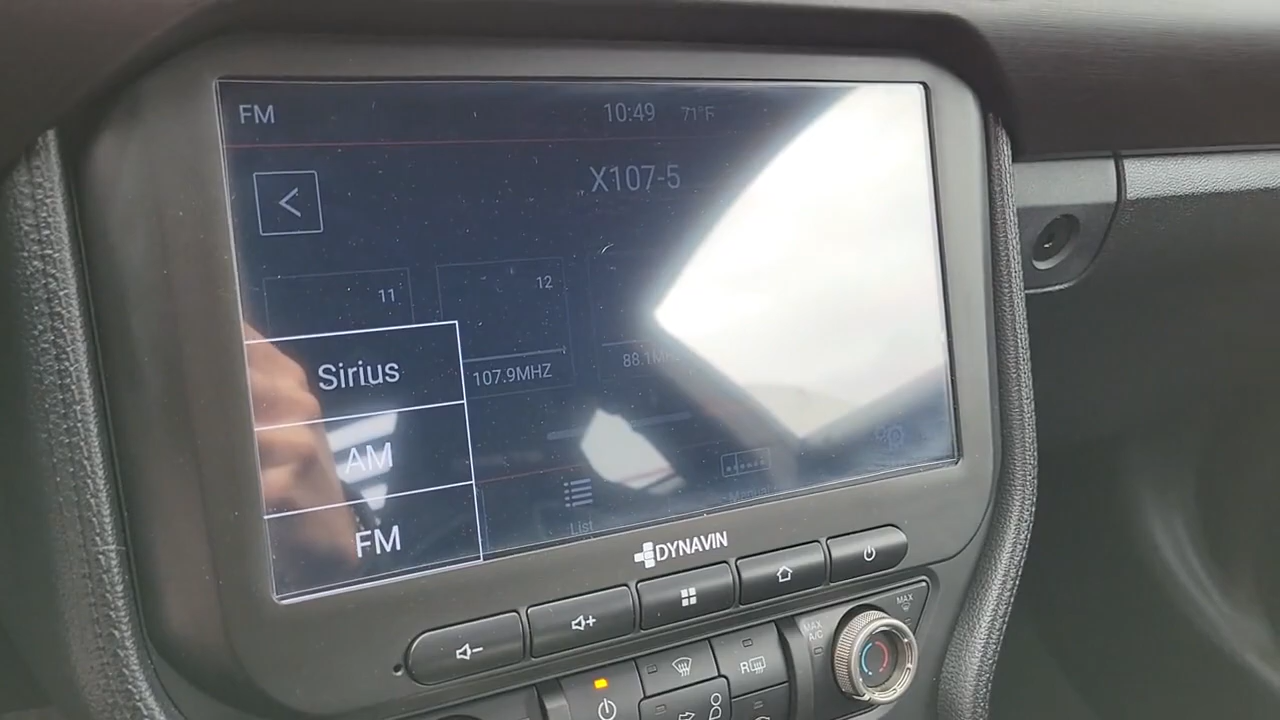 FM
10:49 71°F
X107-5
11
12
107.9MHZ
88.1MHZ
Sirius
AM
FM
List
Manual
DYNAVIN
MAX
MAX
A/C
R